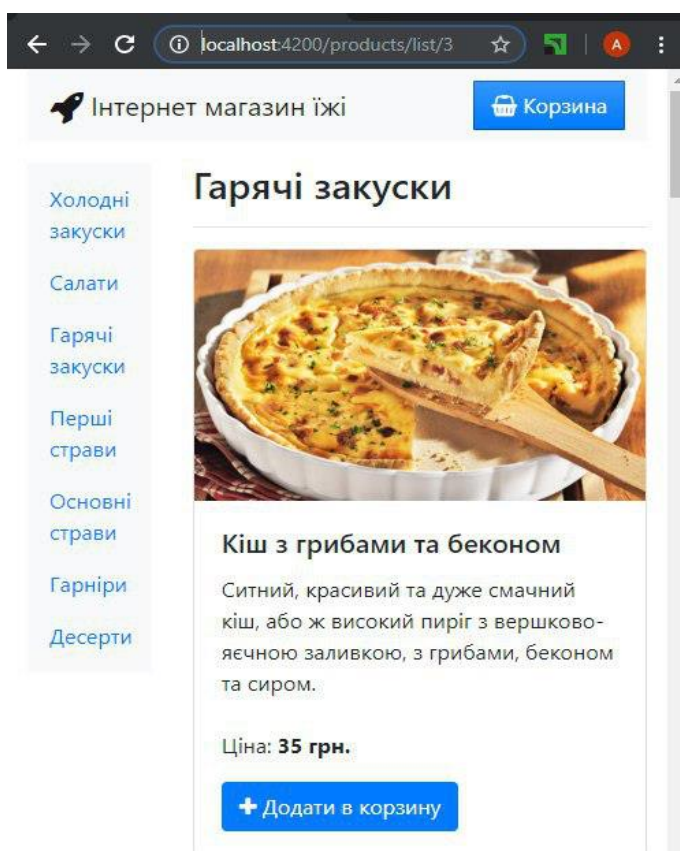 localhost:4200/products/list/3
A
Інтернет магазин їжі
Корзина
Холодні
закуски
Салати
Гарячі
закуски
Перші
страви
Основні
страви
Гарніри
Десерти
Гарячі закуски
Кіш з грибами та беконом
Ситний, красивий та дуже смачний
кіш, або ж високий пиріг з вершково-
яєчною заливкою, з грибами, беконом
та сиром.
Ціна: 35 грн.
Додати в корзину